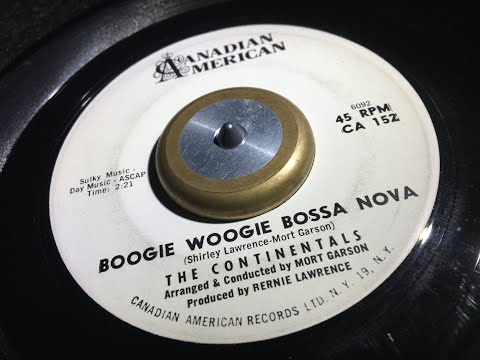 CANADIAN
AMERICAN
6092
45 RPM
CA 152
Sulky Music -
Day Music - ASCAP
Time: 2:21
BOOGIE WOOGIE BOSSA NOVA
(Shirley Lawrence-Mort Garson)
THE CONTINENTALS
Arranged & Conducted by MORT GARSON
Produced by BERNIE LAWRENCE
CANADIAN AMERICAN RECORDS LTD. N. Y. 19, N. Y.